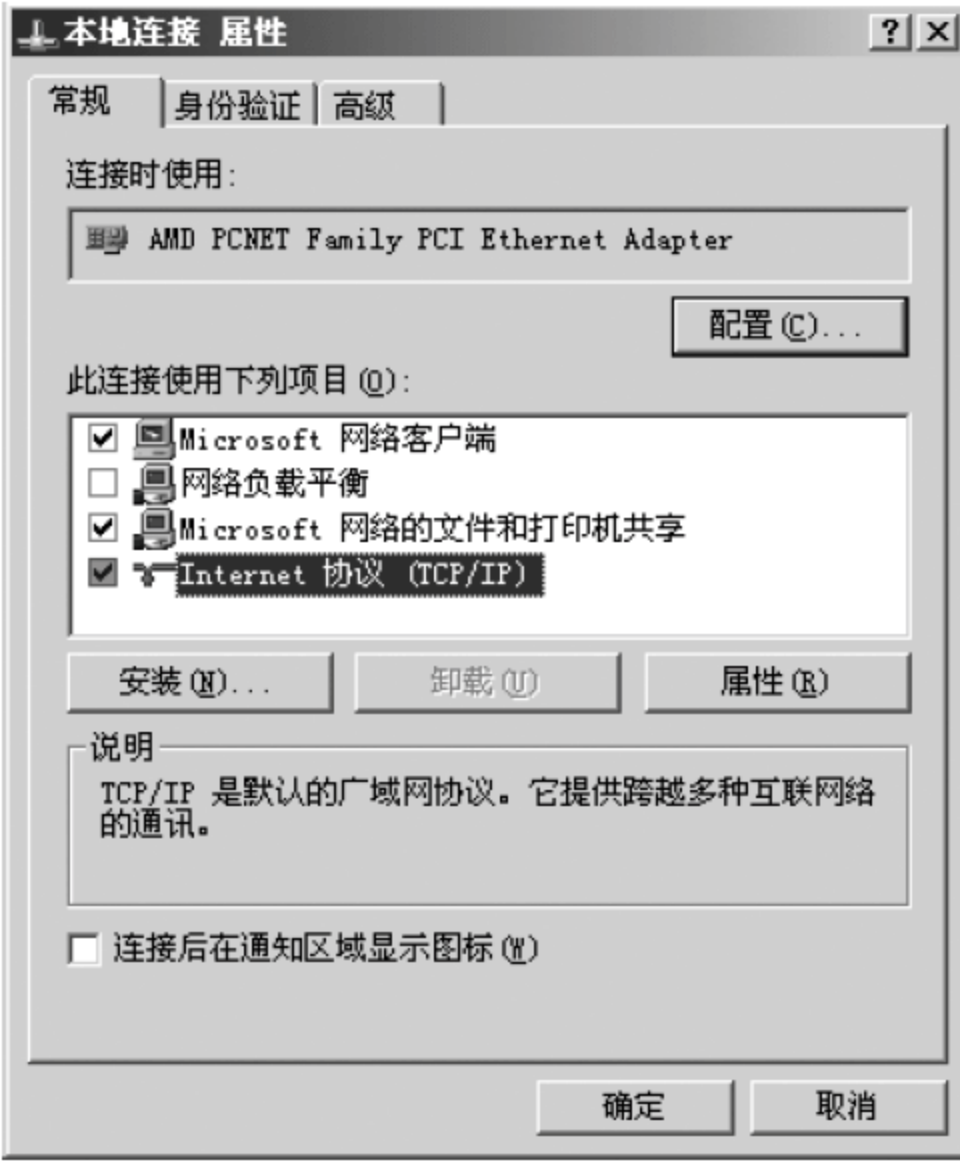 本地连接 属性
常规 身份验证 高级
连接时使用:
AMD PCNET Family PCI Ethernet Adapter
配置(C)...
此连接使用下列项目(O):
Microsoft 网络客户端
网络负载平衡
Microsoft 网络的文件和打印机共享
Internet 协议 (TCP/IP)
安装(N)... 卸载(U) 属性(R)
说明
TCP/IP 是默认的广域网协议。它提供跨越多种互联网络
的通讯。
连接后在通知区域显示图标(W)
确定 取消